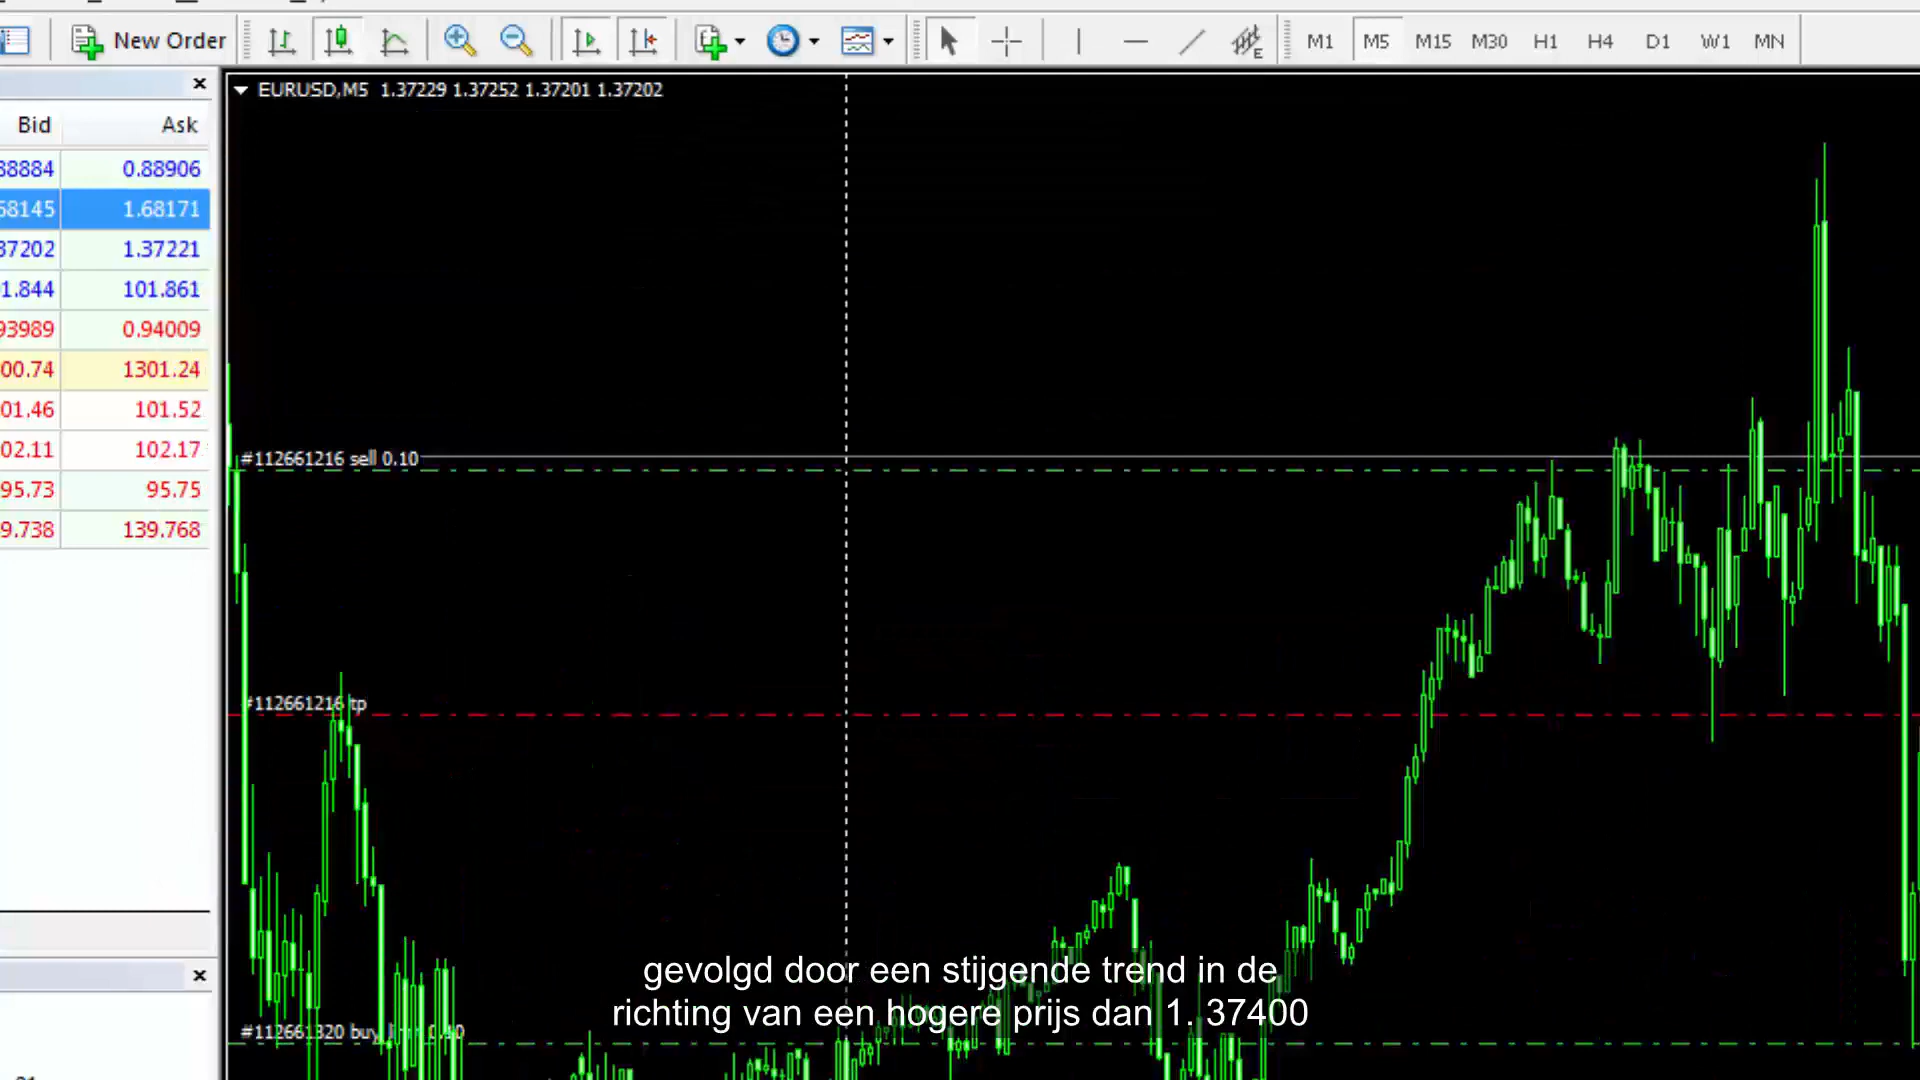 New Order
M1 M5 M15 M30 H1 H4 D1 W1 MN
EURUSD,M5 1.37229 1.37252 1.37201 1.37202
Bid Ask
88884 0.88906
68145 1.68171
37202 1.37221
01.844 101.861
93989 0.94009
00.74 1301.24
01.46 101.52
02.11 102.17
95.73 95.75
9.738 139.768
#112661216 sell 0.10
#112661216 tp
#112661320 buy
gevolgd door een stijgende trend in de
richting van een hogere prijs dan 1. 37400